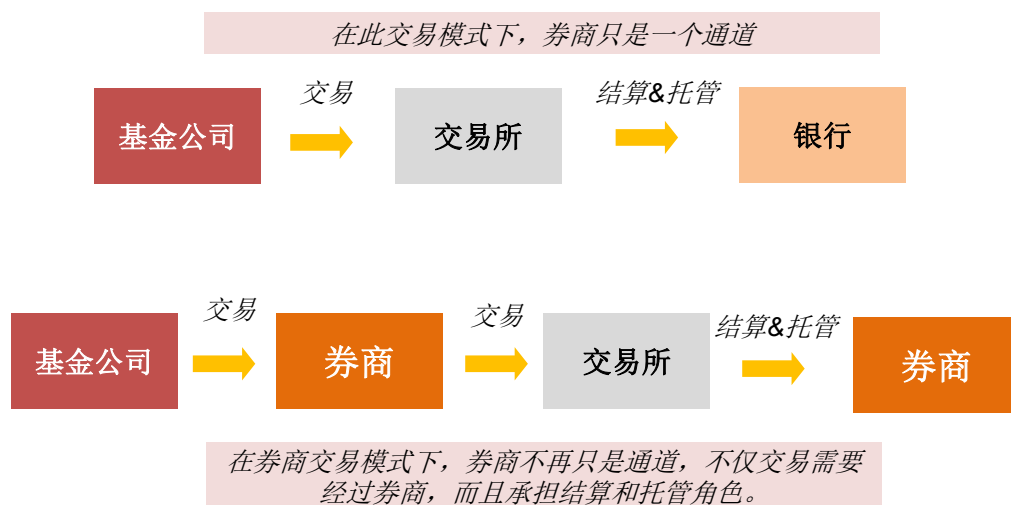 在此交易模式下，券商只是一个通道
交易
结算&托管
基金公司
交易所
银行
交易
交易
结算&托管
基金公司
券商
交易所
券商
在券商交易模式下，券商不再只是通道，不仅交易需要
经过券商，而且承担结算和托管角色。